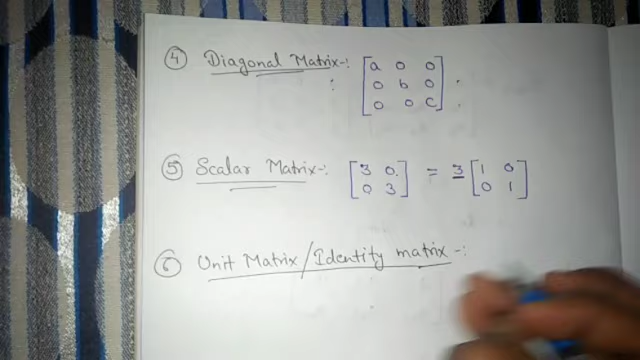 ④ Diagonal Matrix-: [a 0 0
0 b 0
0 0 c]
⑤ Scalar Matrix-: [3 0
0 3] = 3 [1 0
0 1]
⑥ Unit Matrix/Identity matrix-: